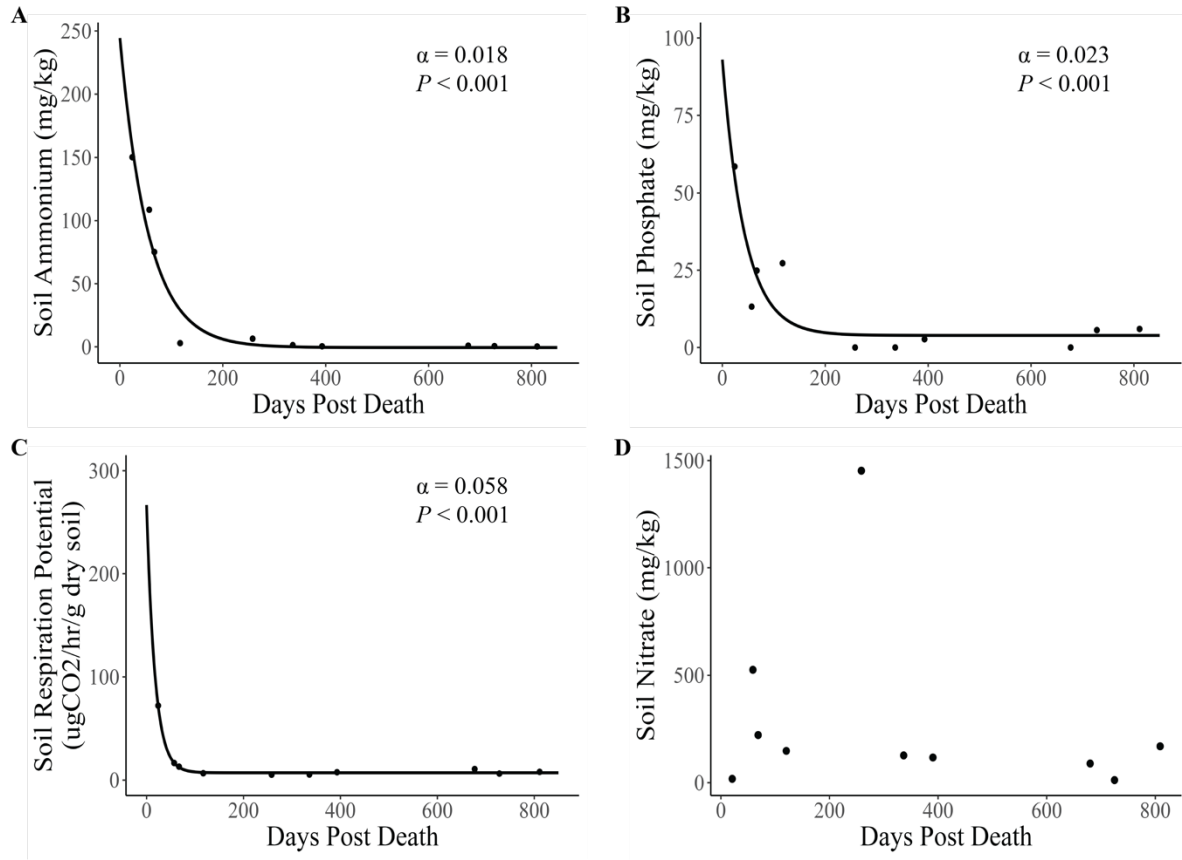 A
Soil Ammonium (mg/kg)
250
200
150
100
50
0
α = 0.018
P < 0.001
0 200 400 600 800
Days Post Death
B
Soil Phosphate (mg/kg)
100
75
50
25
0
α = 0.023
P < 0.001
0 200 400 600 800
Days Post Death
C
Soil Respiration Potential
(ugCO2/hr/g dry soil)
300
200
100
0
α = 0.058
P < 0.001
0 200 400 600 800
Days Post Death
D
Soil Nitrate (mg/kg)
1500
1000
500
0
0 200 400 600 800
Days Post Death